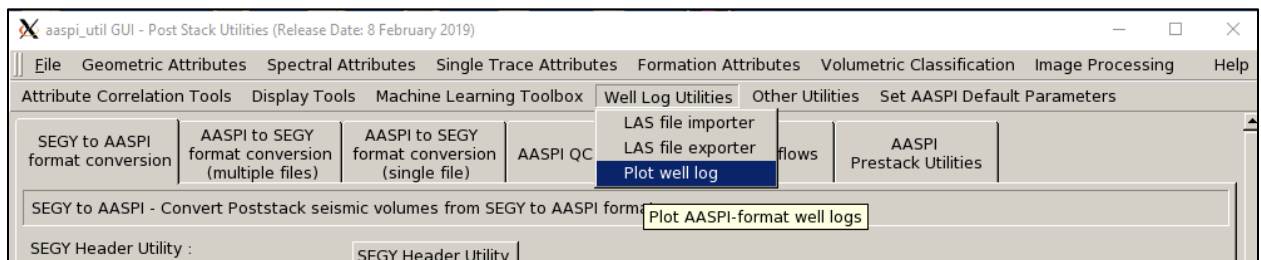 aaspi_util GUI - Post Stack Utilities (Release Date: 8 February 2019)
File Geometric Attributes Spectral Attributes Single Trace Attributes Formation Attributes Volumetric Classification Image Processing Help
Attribute Correlation Tools Display Tools Machine Learning Toolbox Well Log Utilities Other Utilities Set AASPI Default Parameters
LAS file importer
LAS file exporter
Plot well log
SEGY to AASPI
format conversion
AASPI to SEGY
format conversion
(multiple files)
AASPI to SEGY
format conversion
(single file)
AASPI QC
flows
AASPI
Prestack Utilities
SEGY to AASPI - Convert Poststack seismic volumes from SEGY to AASPI forma
Plot AASPI-format well logs
SEGY Header Utility :
SEGY Header Utility